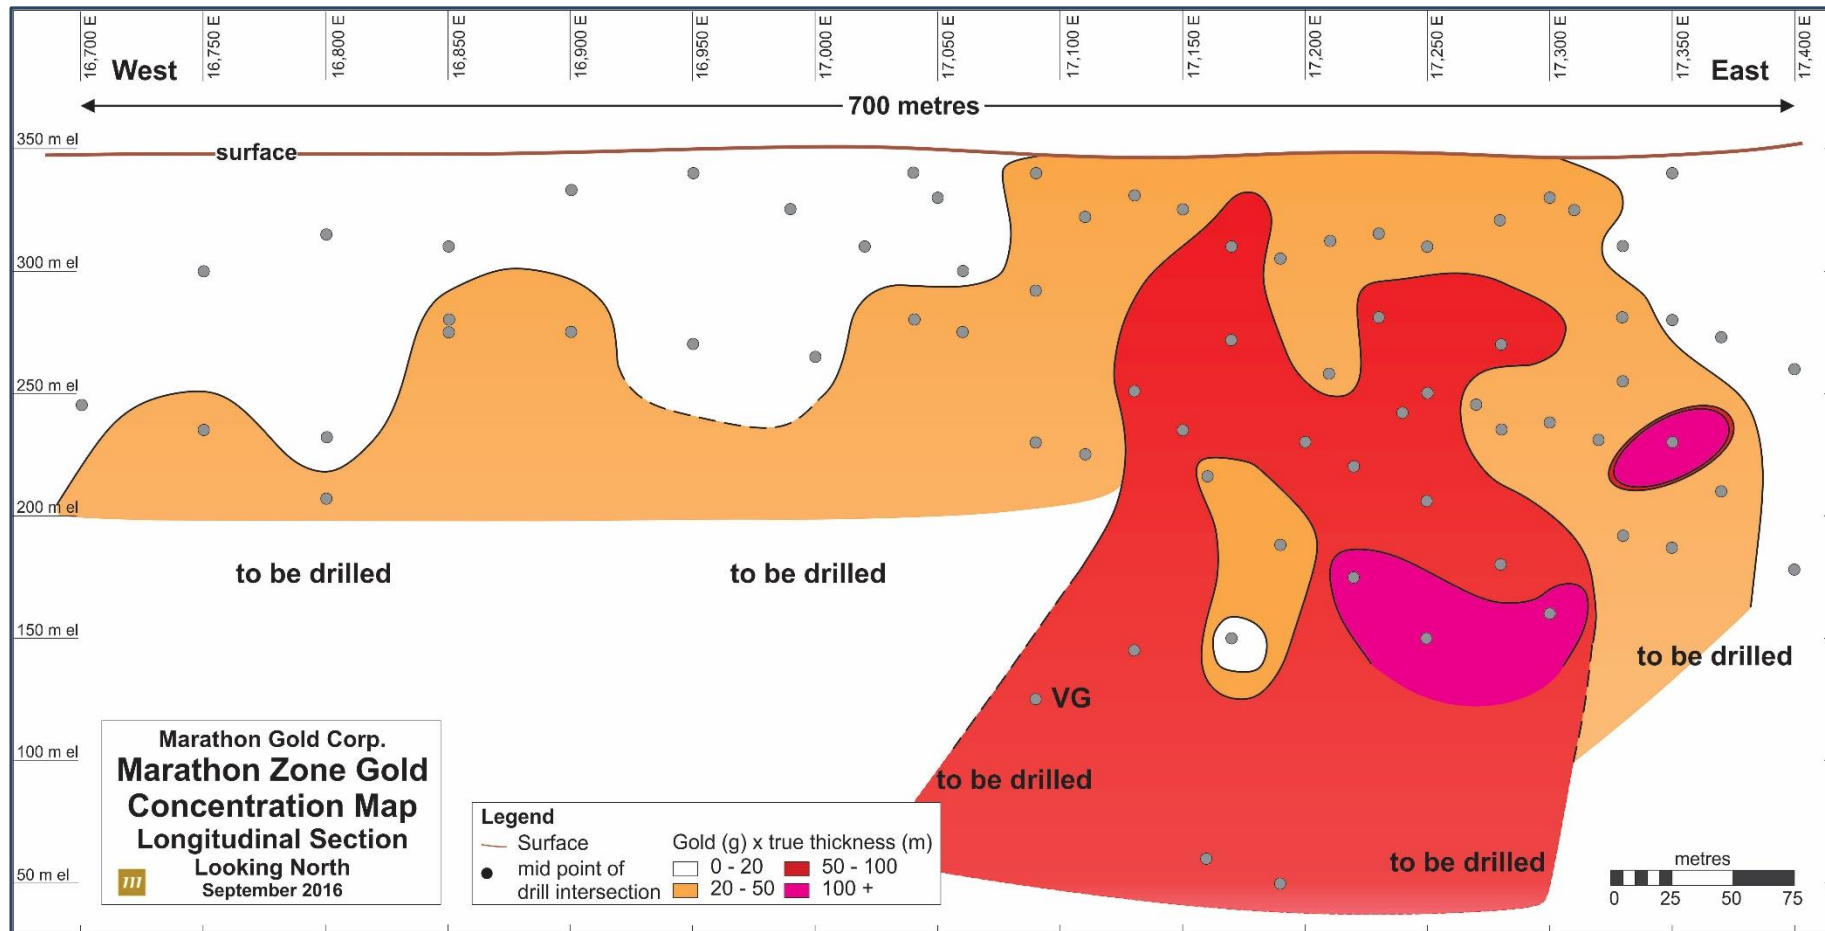 16,700 E
16,750 E
16,800 E
16,850 E
16,900 E
16,950 E
17,000 E
17,050 E
17,100 E
17,150 E
17,200 E
17,250 E
17,300 E
17,350 E
17,400 E
West
East
700 metres
350 m el
surface
300 m el
250 m el
200 m el
to be drilled
to be drilled
150 m el
to be drilled
VG
100 m el
to be drilled
50 m el
to be drilled
Marathon Gold Corp.
Marathon Zone Gold
Concentration Map
Longitudinal Section
Looking North
September 2016
m
Legend
Surface
mid point of
drill intersection
Gold (g) x true thickness (m)
0 - 20
50 - 100
20 - 50
100 +
metres
0 25 50 75